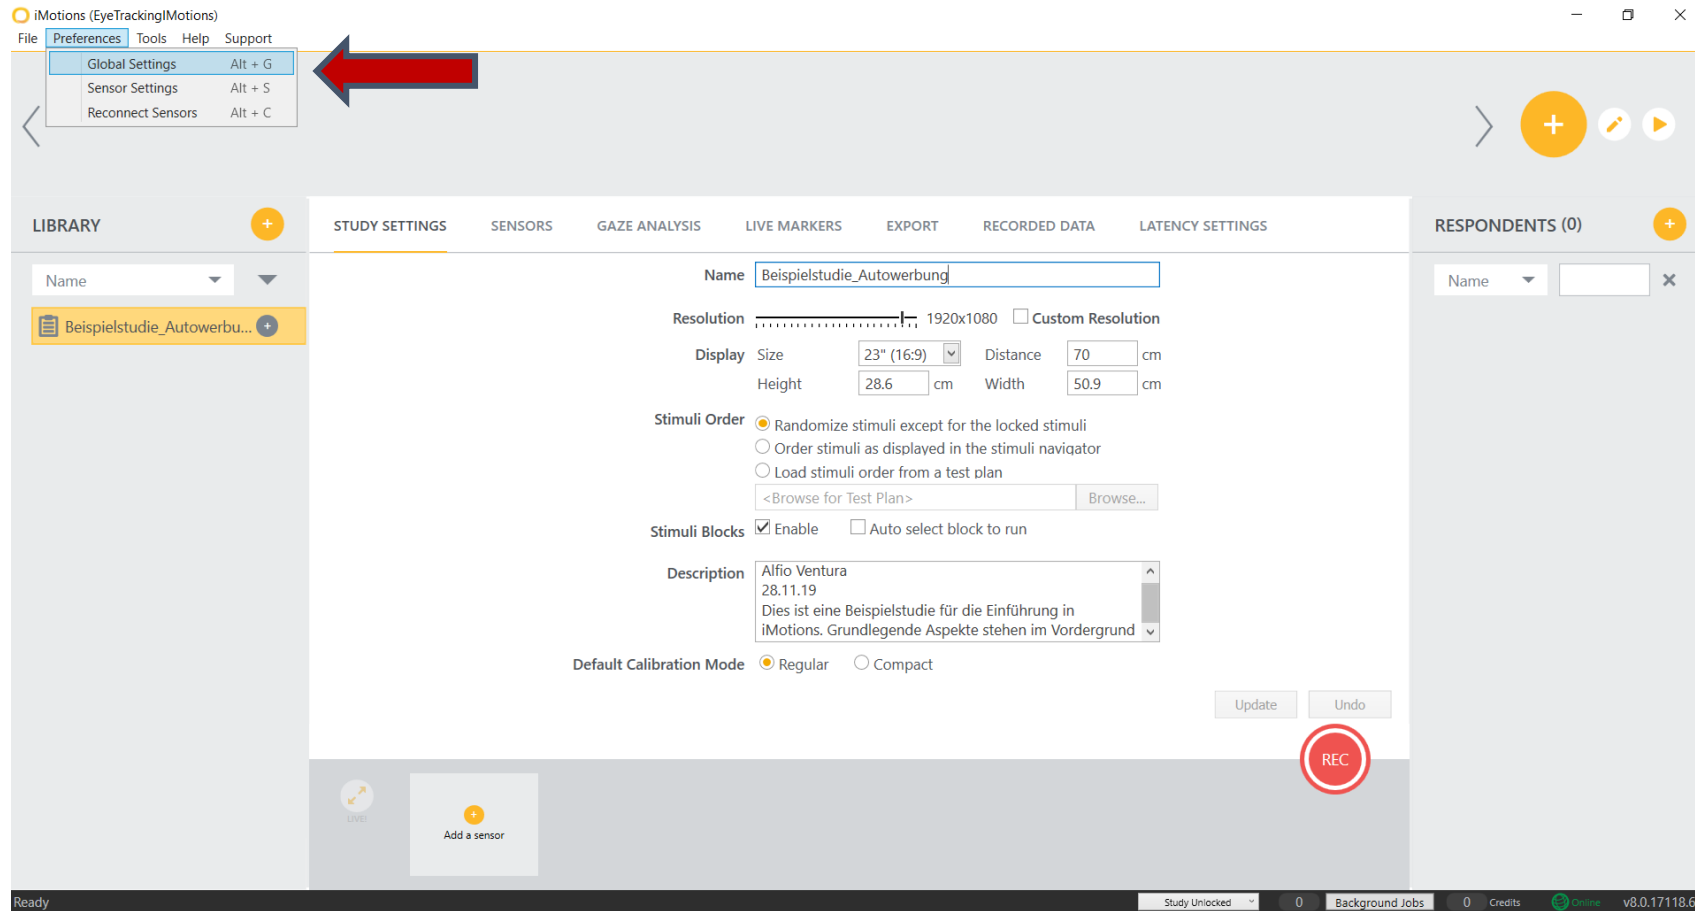 iMotions (EyeTrackingIMotions)
File Preferences Tools Help Support
Global Settings Alt + G
Sensor Settings Alt + S
Reconnect Sensors Alt + C
LIBRARY
Name
Beispielstudie_Autowerbu...
STUDY SETTINGS SENSORS GAZE ANALYSIS LIVE MARKERS EXPORT RECORDED DATA LATENCY SETTINGS
Name Beispielstudie_Autowerbung
Resolution 1920x1080 Custom Resolution
Display Size 23" (16:9) Distance 70 cm
Height 28.6 cm Width 50.9 cm
Stimuli Order Randomize stimuli except for the locked stimuli
Order stimuli as displayed in the stimuli navigator
Load stimuli order from a test plan
<Browse for Test Plan> Browse...
Stimuli Blocks Enable Auto select block to run
Description Alfio Ventura
28.11.19
Dies ist eine Beispielstudie für die Einführung in
iMotions. Grundlegende Aspekte stehen im Vordergrund
Default Calibration Mode Regular Compact
Update Undo
REC
LIVE!
Add a sensor
RESPONDENTS (0)
Name
Ready Study Unlocked 0 Background Jobs 0 Credits Online v8.0.17118.6